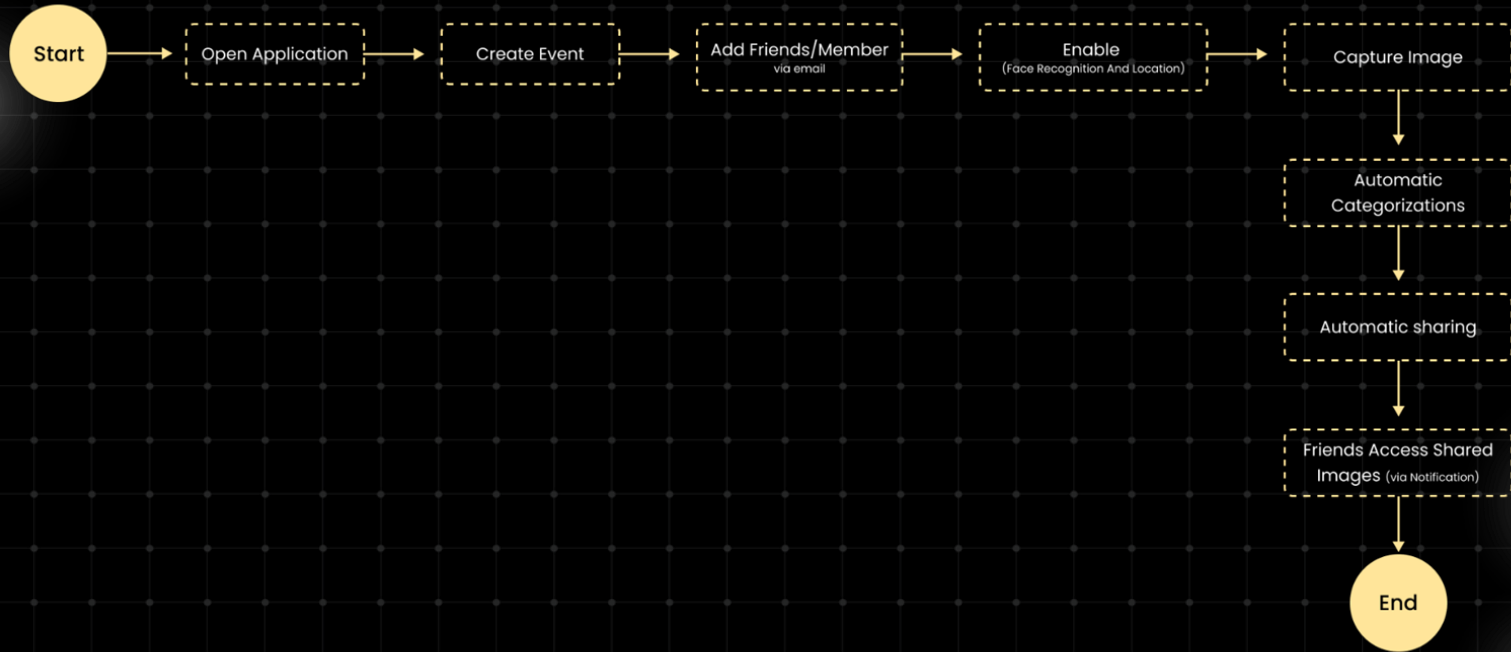 Start
Open Application
Create Event
Add Friends/Member
via email
Enable
(Face Recognition And Location)
Capture Image
Automatic
Categorizations
Automatic sharing
Friends Access Shared
Images (via Notification)
End